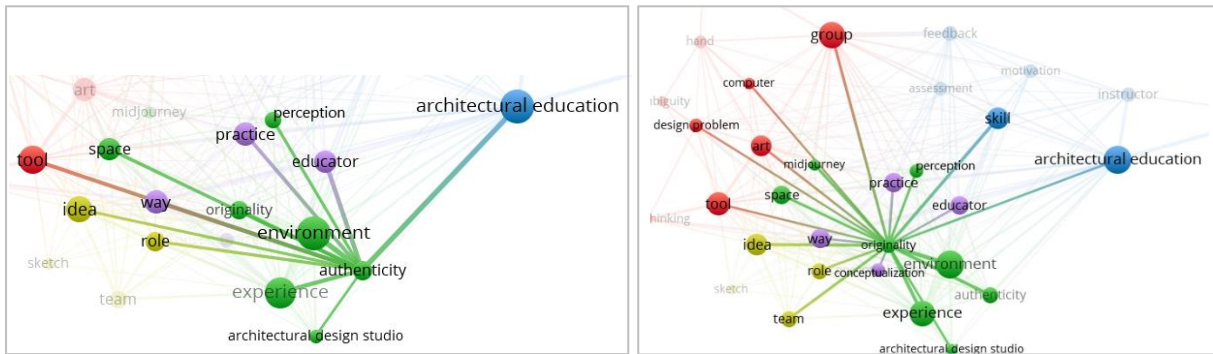 art
midjourney
perception
architectural education
practice
space
tool
educator
idea
way
originality
role
environment
sketch
authenticity
experience
team
architectural design studio
hand
group
feedback
computer
motivation
assessment
instructor
design problem
skill
art
midjourney
perception
architectural education
practice
space
tool
educator
way
idea
originality
role
conceptualization
environment
sketch
authenticity
team
experience
architectural design studio